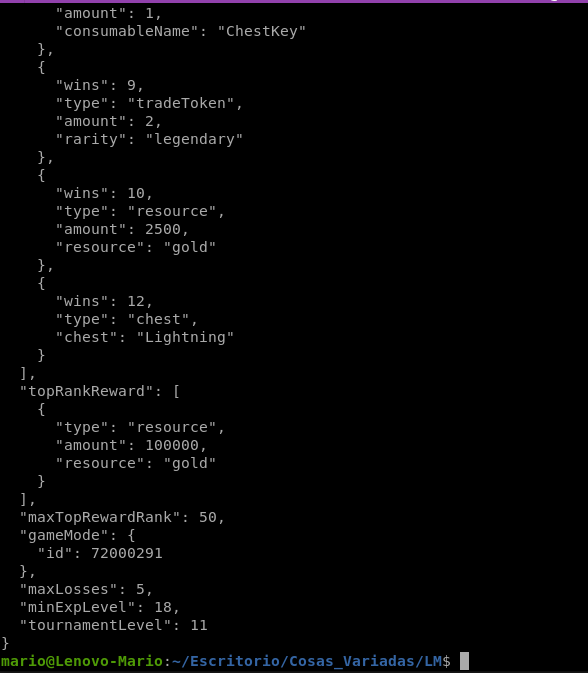 "amount": 1,
      "consumableName": "ChestKey"
    },
    {
      "wins": 9,
      "type": "tradeToken",
      "amount": 2,
      "rarity": "legendary"
    },
    {
      "wins": 10,
      "type": "resource",
      "amount": 2500,
      "resource": "gold"
    },
    {
      "wins": 12,
      "type": "chest",
      "chest": "Lightning"
    }
  ],
  "topRankReward": [
    {
      "type": "resource",
      "amount": 100000,
      "resource": "gold"
    }
  ],
  "maxTopRewardRank": 50,
  "gameMode": {
    "id": 72000291
  },
  "maxLosses": 5,
  "minExpLevel": 18,
  "tournamentLevel": 11
}
mario@Lenovo-Mario:~/Escritorio/Cosas_Variadas/LM$